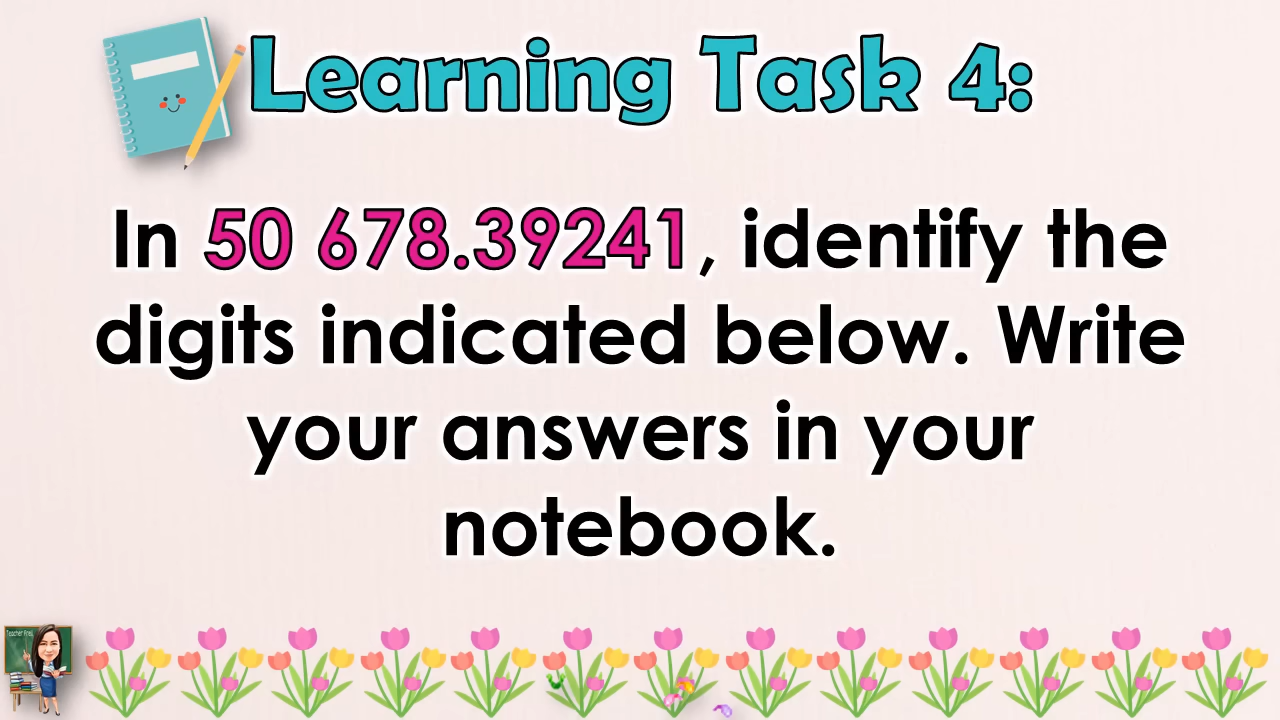 Learning Task 4:
In 50 678.39241, identify the
digits indicated below. Write
your answers in your
notebook.